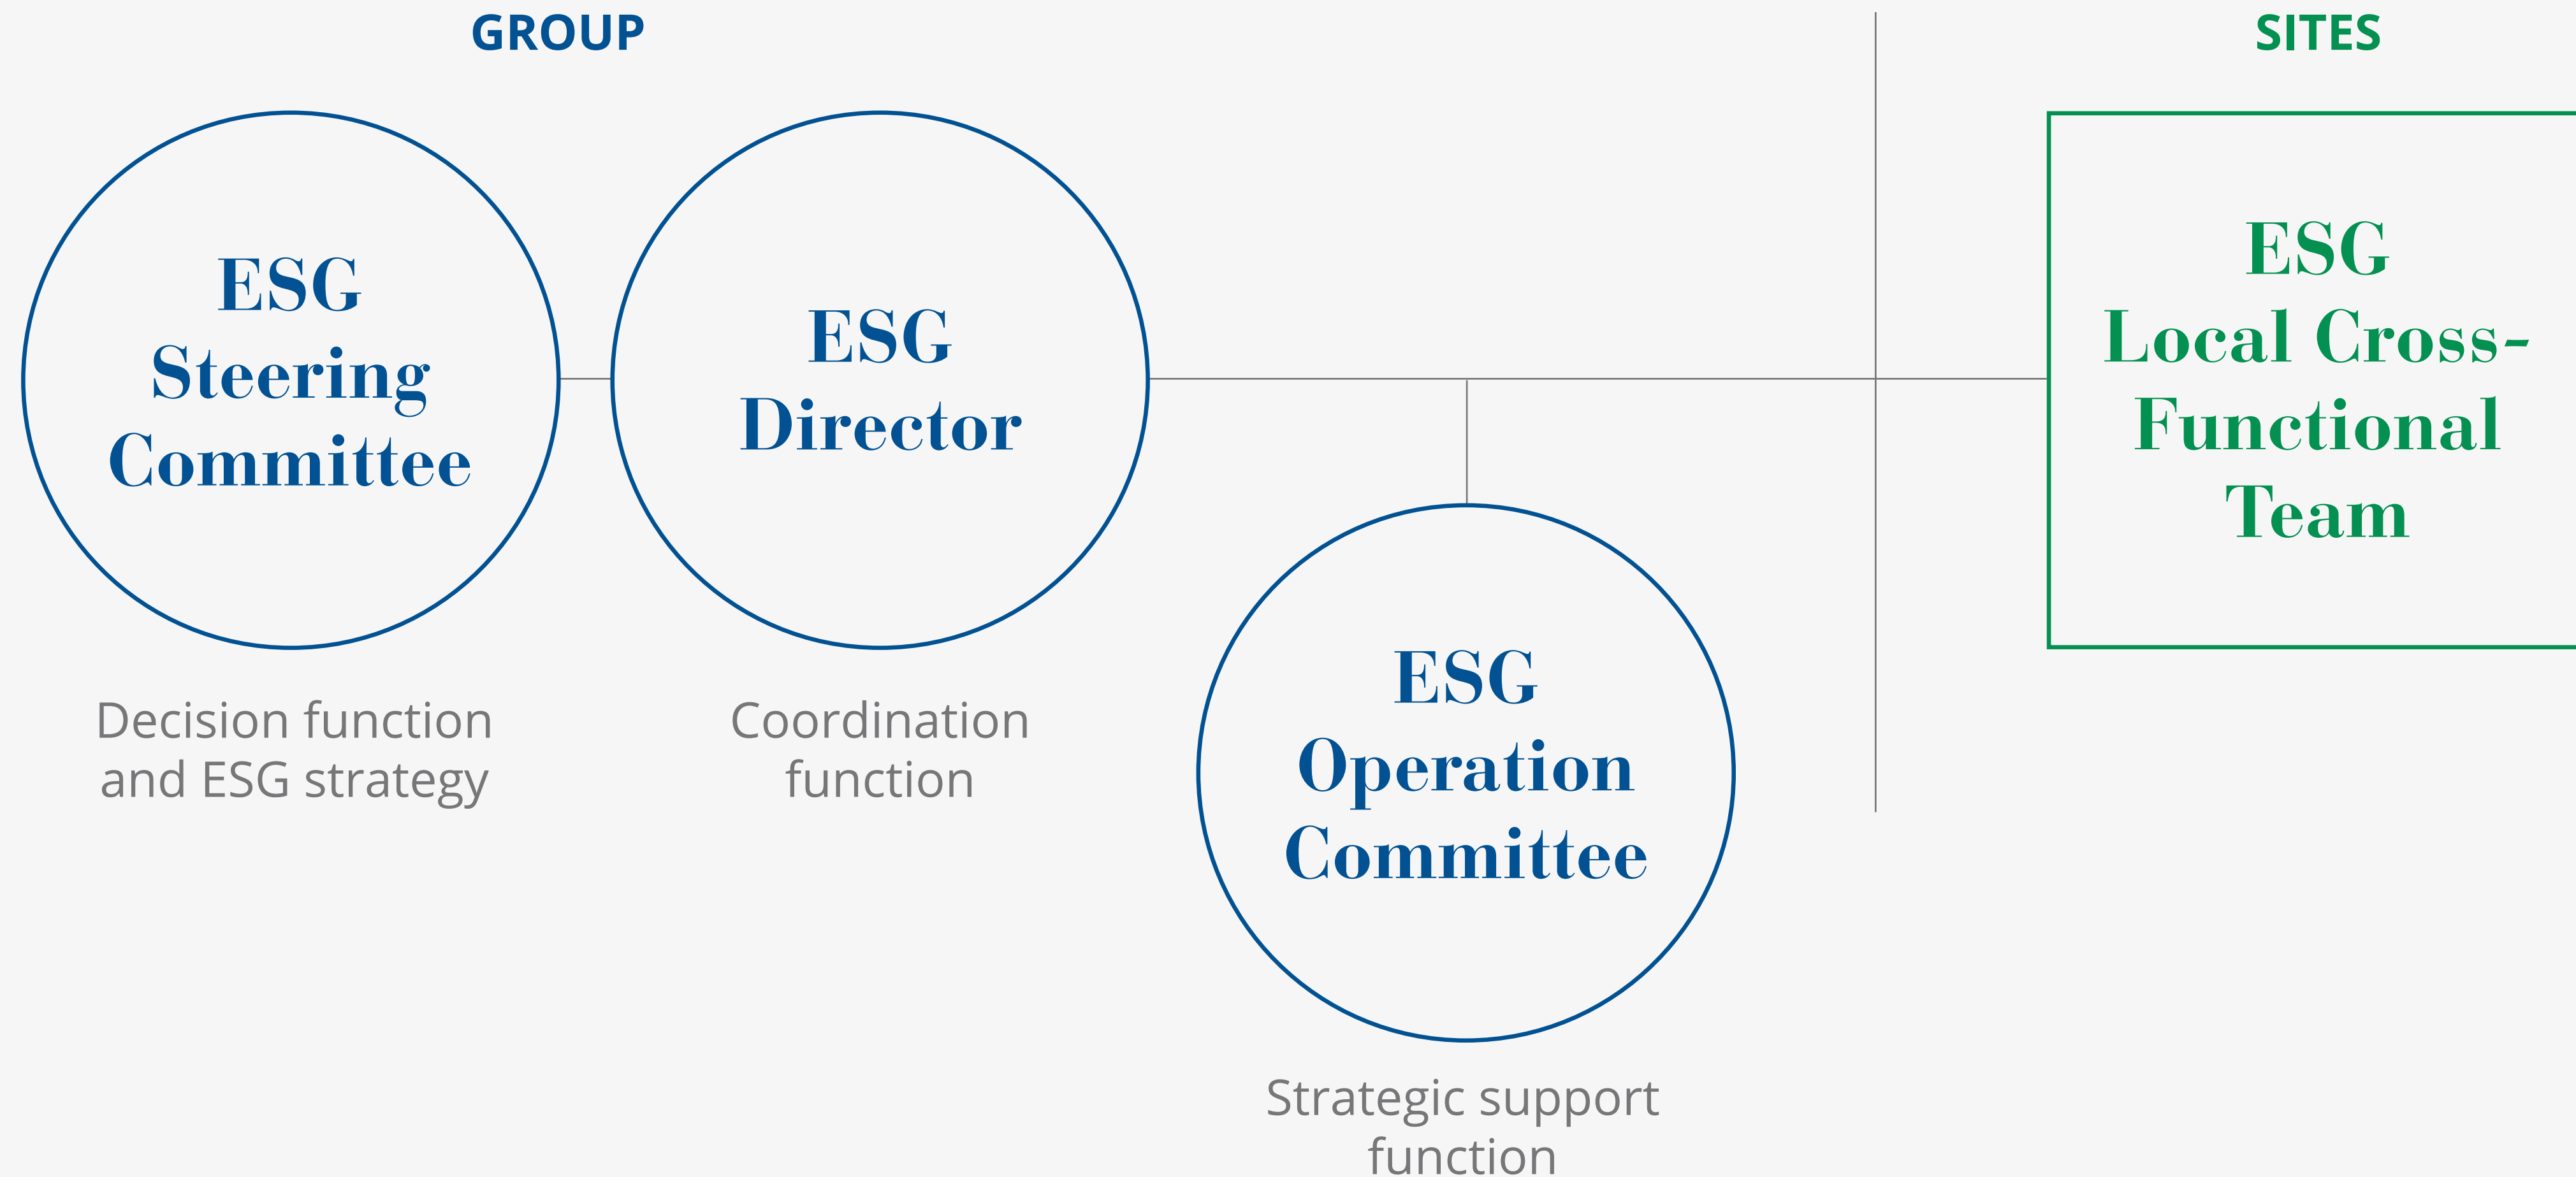 GROUP
SITES
ESG
Steering
Committee
ESG
Director
ESG
Local Cross-
Functional
Team
Decision function
and ESG strategy
Coordination
function
ESG
Operation
Committee
Strategic support
function